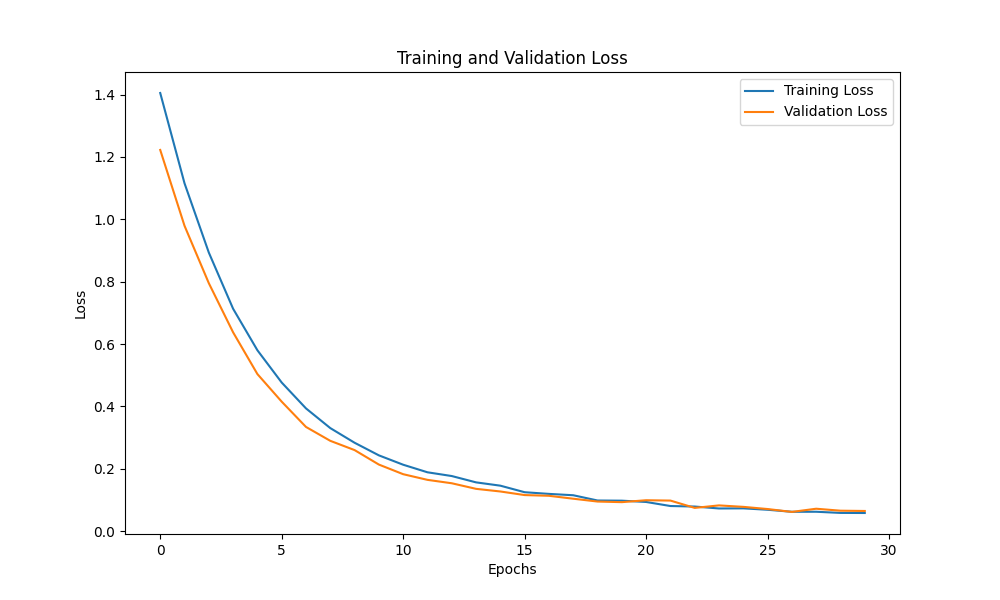 Training and Validation Loss
Training Loss
Validation Loss
1.4
1.2
1.0
0.8
0.6
0.4
0.2
0.0
Loss
0 5 10 15 20 25 30
Epochs